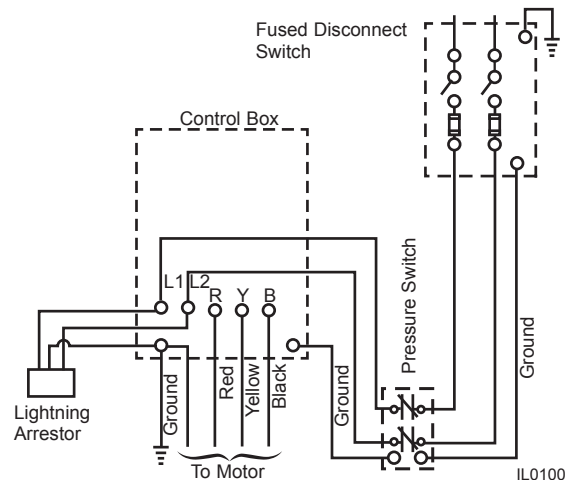 Fused Disconnect
Switch
Control Box
L1 L2
R Y B
Pressure Switch
Ground
Red
Yellow
Black
Ground
Ground
Lightning
Arrestor
To Motor
IL0100